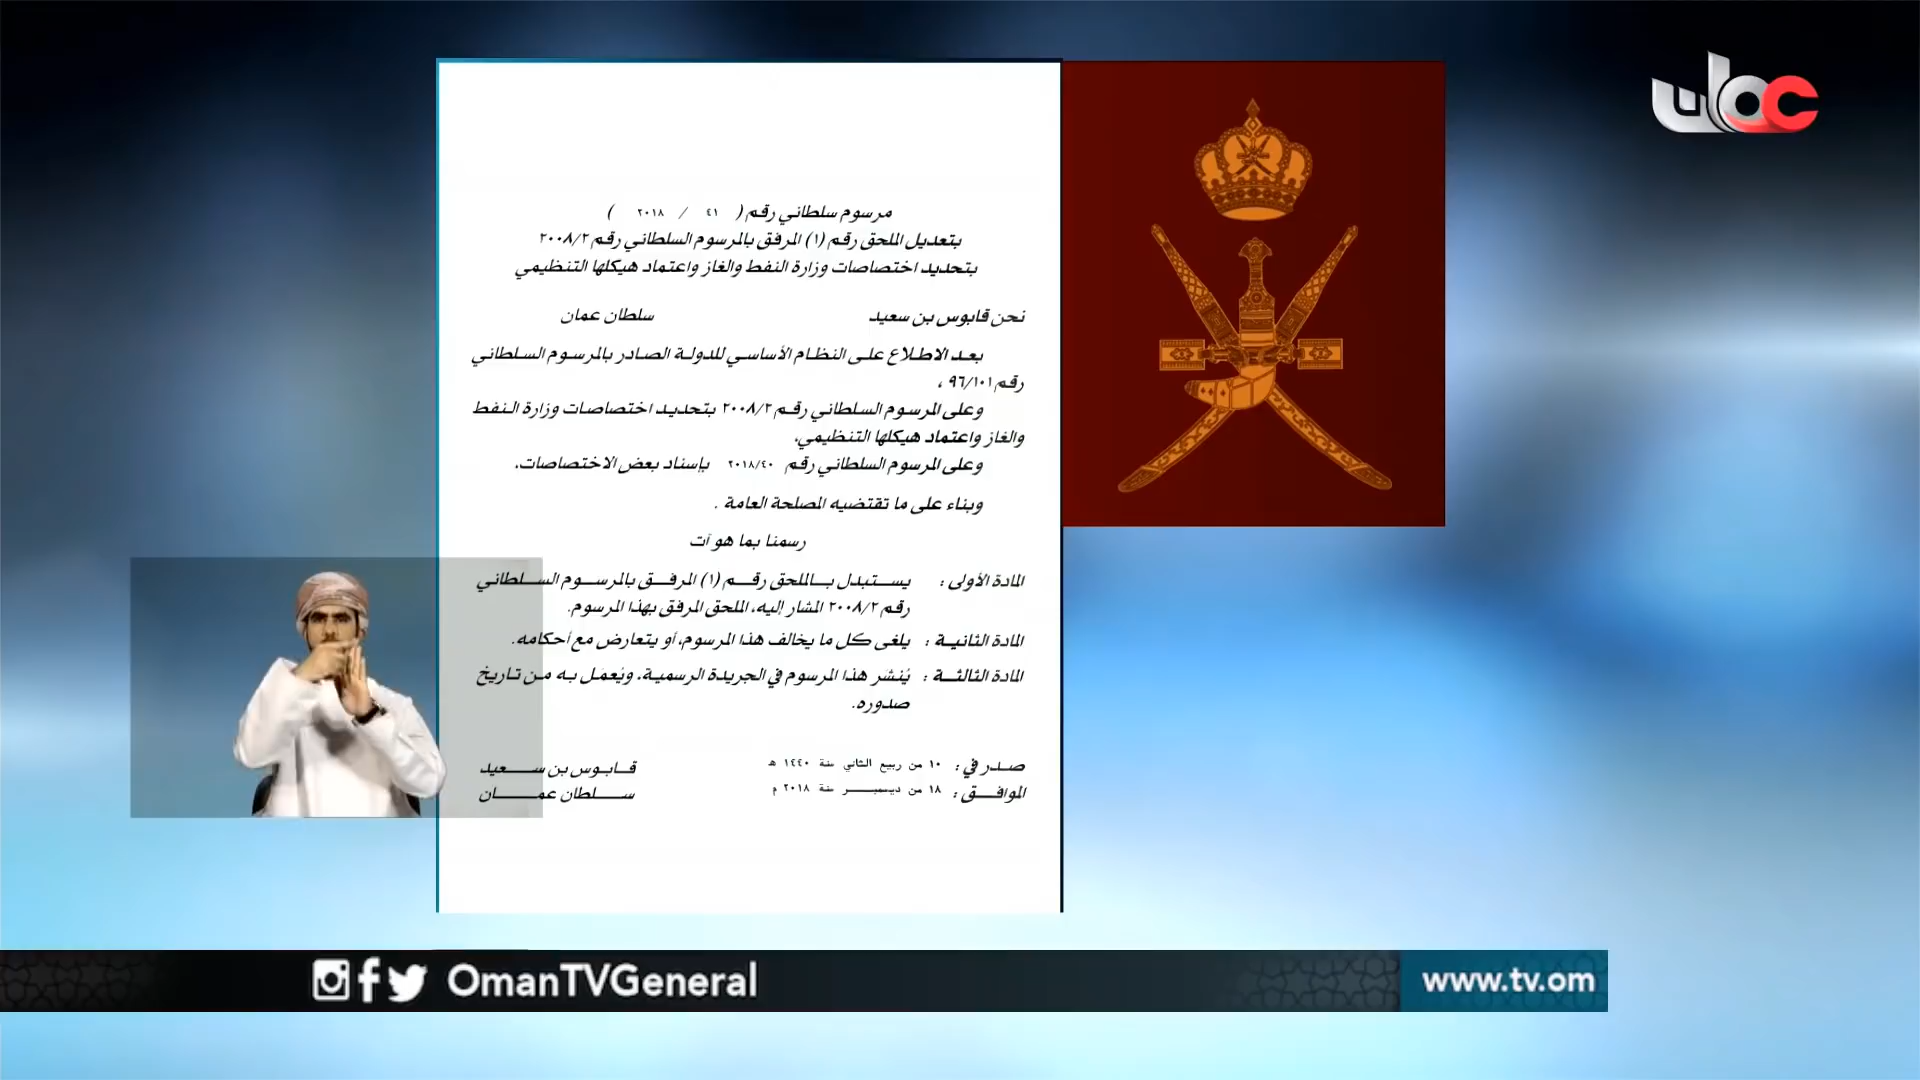 عمان
مرسوم سلطاني رقم ( ٤١ / ٢٠١٨ )
بتعديل الملحق رقم (١) المرفق بالمرسوم السلطاني رقم ٢٠٠٨/٢
بتحديد اختصاصات وزارة النفط والغاز واعتماد هيكلها التنظيمي
نحن قابوس بن سعيد سلطان عمان
بعد الاطلاع على النظام الأساسي للدولة الصادر بالمرسوم السلطاني
رقم ٩٦/١٠١ ،
وعلى المرسوم السلطاني رقم ٢٠٠٨/٢ بتحديد اختصاصات وزارة النفط
والغاز واعتماد هيكلها التنظيمي،
وعلى المرسوم السلطاني رقم ٢٠١٨/٤٠ بإسناد بعض الاختصاصات،
وبناء على ما تقتضيه المصلحة العامة .
رسمنا بما هو آت
المادة الأولى : يستبدل بالملحق رقم (١) المرفق بالمرسوم السلطاني
رقم ٢٠٠٨/٢ المشار إليه، الملحق المرفق بهذا المرسوم.
المادة الثانية : يلغى كل ما يخالف هذا المرسوم، أو يتعارض مع أحكامه.
المادة الثالثة : يُنشَر هذا المرسوم في الجريدة الرسمية، ويُعمَل به من تاريخ
صدوره.
صدر في : ١٠ من ربيع الثاني سنة ١٤٤٠ هـ قابوس بن سعيد
الموافق : ١٨ من ديسمبر سنة ٢٠١٨ م سلطان عمان
OmanTVGeneral
www.tv.om